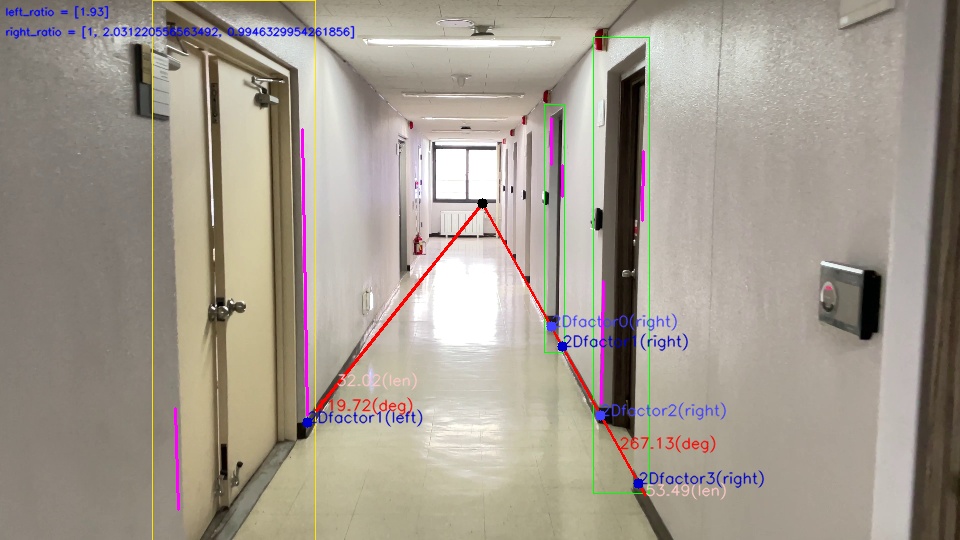 left_ratio = [1.93]
right_ratio = [1, 2.031220556563492, 0.9946329954261856]
2Dfactor0(right)
2Dfactor1(right)
32.02(len)
19.72(deg)
2Dfactor1(left)
2Dfactor2(right)
267.13(deg)
2Dfactor3(right)
53.49(len)